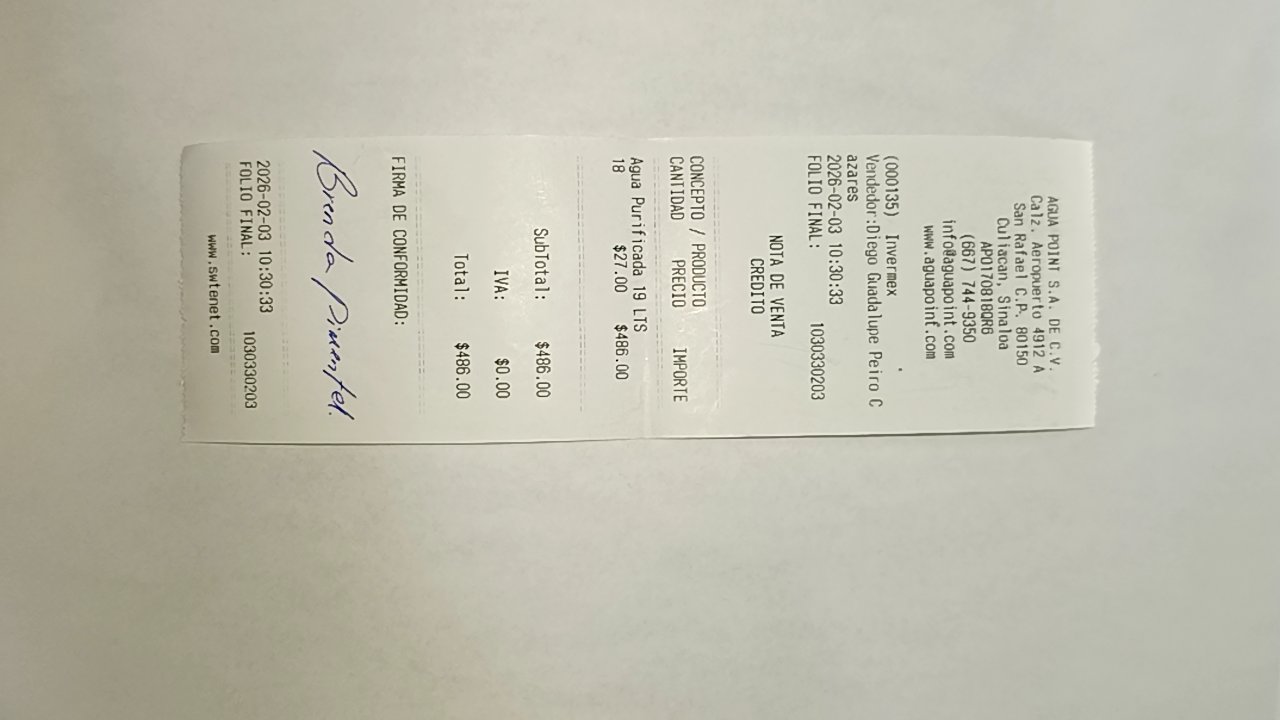 AGUA POINT S.A. DE C.V.
Calz. Aeropuerto 4912 A
San Rafael C.P. 80150
Culiacan, Sinaloa
APO170818QR6
(667) 744-9350
info@aguapoint.com
www.aguapoint.com
(000135) Invermex
Vendedor:Diego Guadalupe Peiro C
azares
2026-02-03 10:30:33
FOLIO FINAL: 1030330203
NOTA DE VENTA
CREDITO
CONCEPTO / PRODUCTO
CANTIDAD PRECIO IMPORTE
Agua Purificada 19 LTS
18 $27.00 $486.00
SubTotal: $486.00
IVA: $0.00
Total: $486.00
FIRMA DE CONFORMIDAD:
Brenda Pimentel.
2026-02-03 10:30:33
FOLIO FINAL: 1030330203
www.swtenet.com